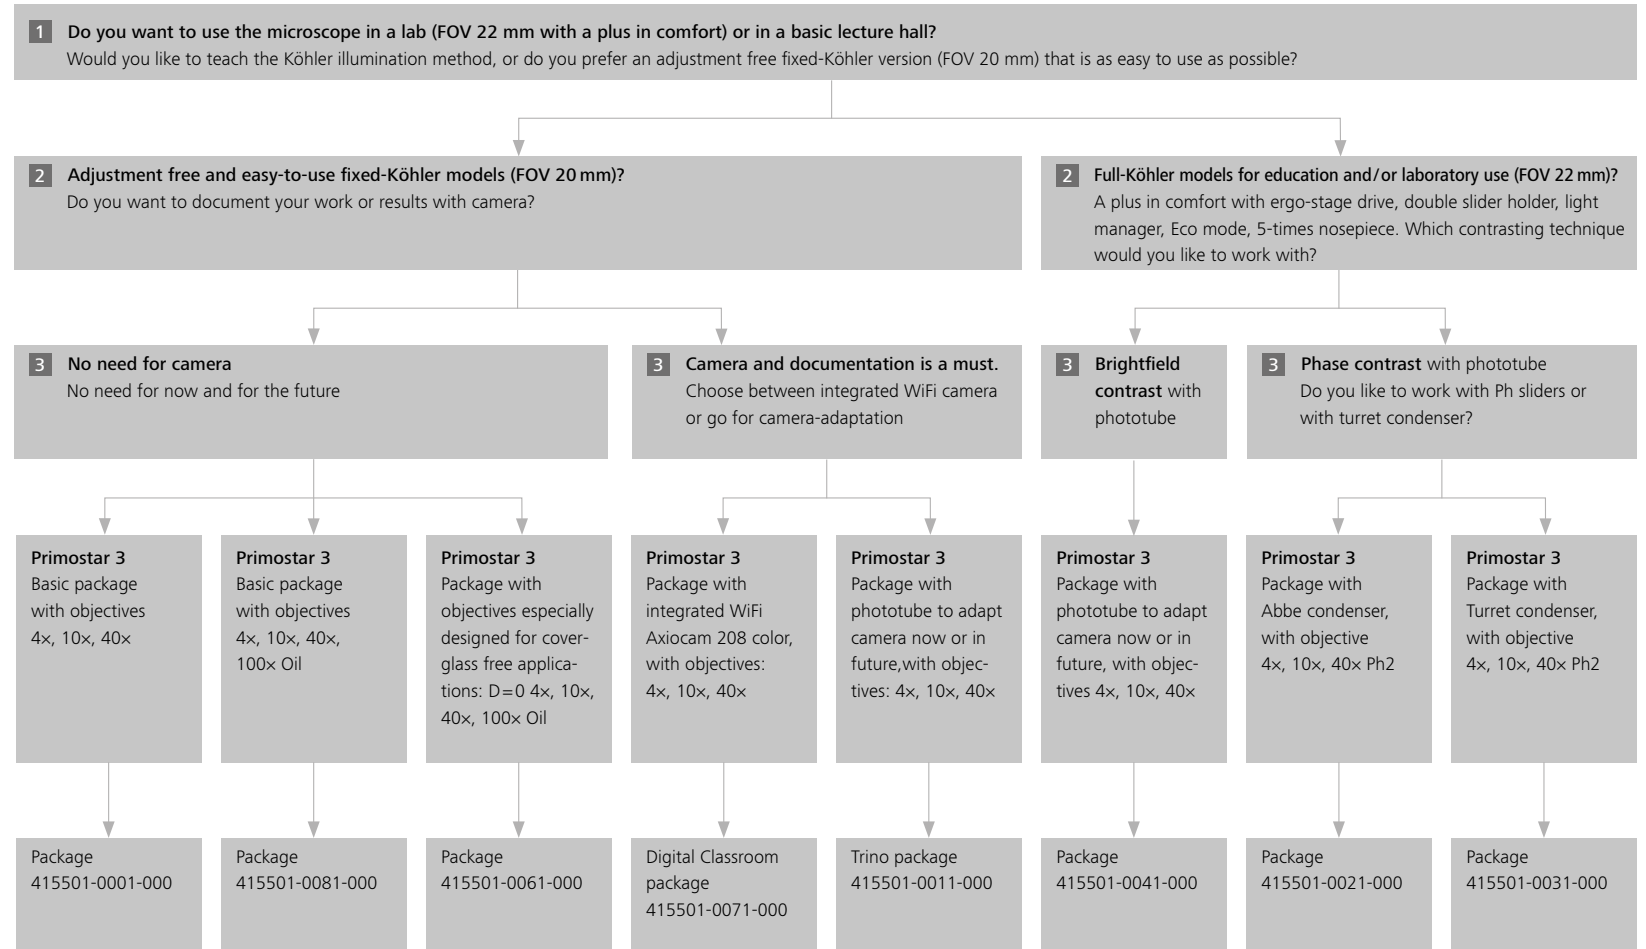 1 Do you want to use the microscope in a lab (FOV 22 mm with a plus in comfort) or in a basic lecture hall?
Would you like to teach the Köhler illumination method, or do you prefer an adjustment free fixed-Köhler version (FOV 20 mm) that is as easy to use as possible?
2 Adjustment free and easy-to-use fixed-Köhler models (FOV 20 mm)?
Do you want to document your work or results with camera?
2 Full-Köhler models for education and/or laboratory use (FOV 22 mm)?
A plus in comfort with ergo-stage drive, double slider holder, light
manager, Eco mode, 5-times nosepiece. Which contrasting technique
would you like to work with?
3 No need for camera
No need for now and for the future
3 Camera and documentation is a must.
Choose between integrated WiFi camera
or go for camera-adaptation
3 Brightfield
contrast with
phototube
3 Phase contrast with phototube
Do you like to work with Ph sliders or
with turret condenser?
Primostar 3
Basic package
with objectives
4×, 10×, 40×
Primostar 3
Basic package
with objectives
4×, 10×, 40×,
100× Oil
Primostar 3
Package with
objectives especially
designed for cover-
glass free applica-
tions: D=0 4×, 10×,
40×, 100× Oil
Primostar 3
Package with
integrated WiFi
Axiocam 208 color,
with objectives:
4×, 10×, 40×
Primostar 3
Package with
phototube to adapt
camera now or in
future,with objec-
tives: 4×, 10×, 40×
Primostar 3
Package with
phototube to adapt
camera now or in
future, with objec-
tives 4×, 10×, 40×
Primostar 3
Package with
Abbe condenser,
with objective
4×, 10×, 40× Ph2
Primostar 3
Package with
Turret condenser,
with objective
4×, 10×, 40× Ph2
Package
415501-0001-000
Package
415501-0081-000
Package
415501-0061-000
Digital Classroom
package
415501-0071-000
Trino package
415501-0011-000
Package
415501-0041-000
Package
415501-0021-000
Package
415501-0031-000